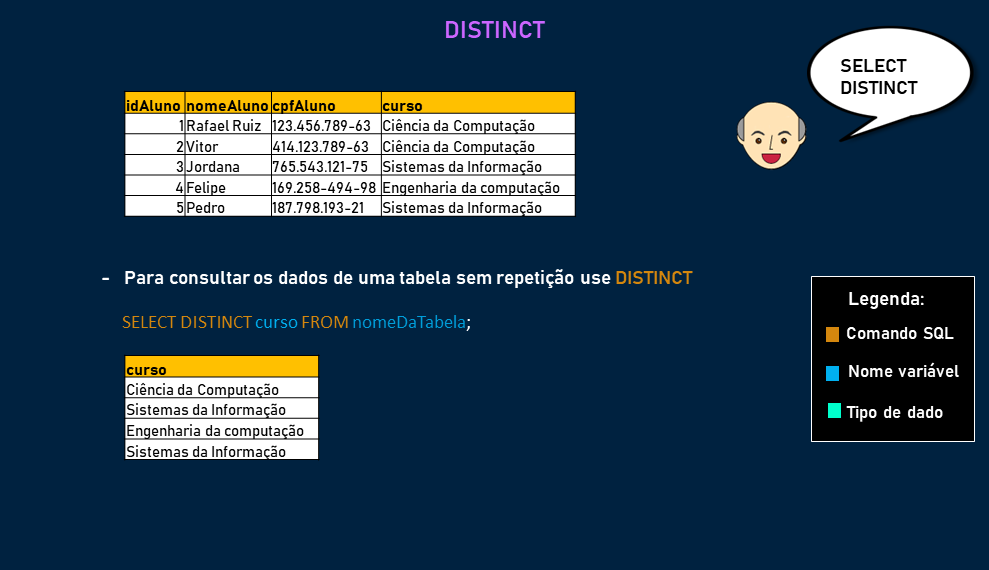 DISTINCT
SELECT
DISTINCT
idAluno nomeAluno cpfAluno curso
1 Rafael Ruiz 123.456.789-63 Ciência da Computação
2 Vitor 414.123.789-63 Ciência da Computação
3 Jordana 765.543.121-75 Sistemas da Informação
4 Felipe 169.258-494-98 Engenharia da computação
5 Pedro 187.798.193-21 Sistemas da Informação
- Para consultar os dados de uma tabela sem repetição use DISTINCT
SELECT DISTINCT curso FROM nomeDaTabela;
curso
Ciência da Computação
Sistemas da Informação
Engenharia da computação
Sistemas da Informação
Legenda:
Comando SQL
Nome variável
Tipo de dado